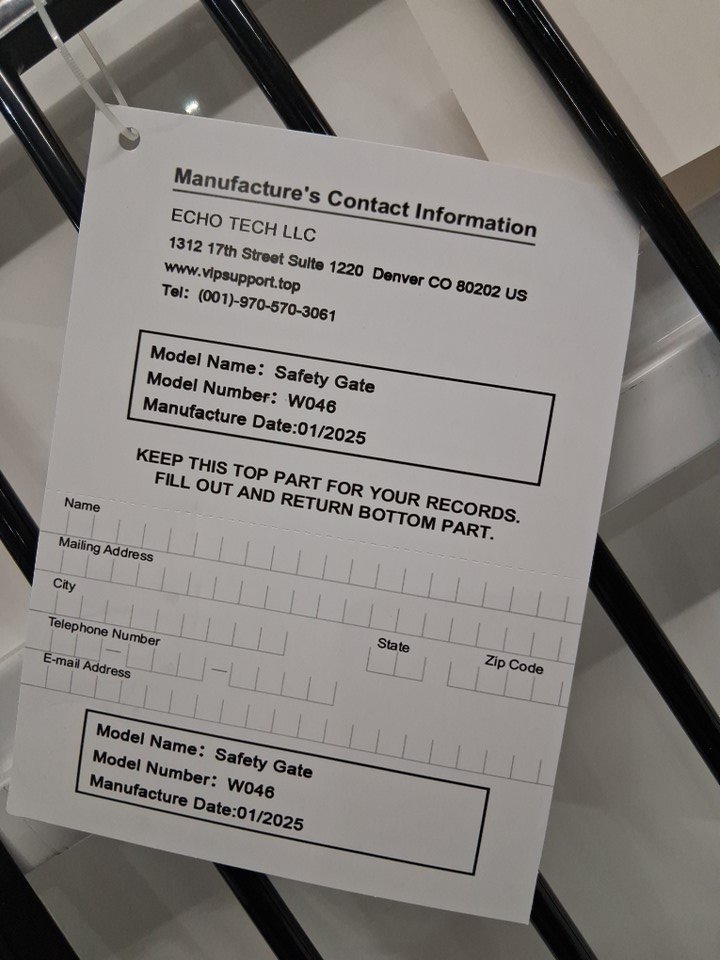 Manufacture's Contact Information
ECHO TECH LLC
1312 17th Street Suite 1220 Denver CO 80202 US
www.vipsupport.top
Tel: (001)-970-570-3061
Model Name: Safety Gate
Model Number: W046
Manufacture Date:01/2025
KEEP THIS TOP PART FOR YOUR RECORDS.
FILL OUT AND RETURN BOTTOM PART.
Name
Mailing Address
City
State
Zip Code
Telephone Number
E-mail Address
Model Name: Safety Gate
Model Number: W046
Manufacture Date:01/2025